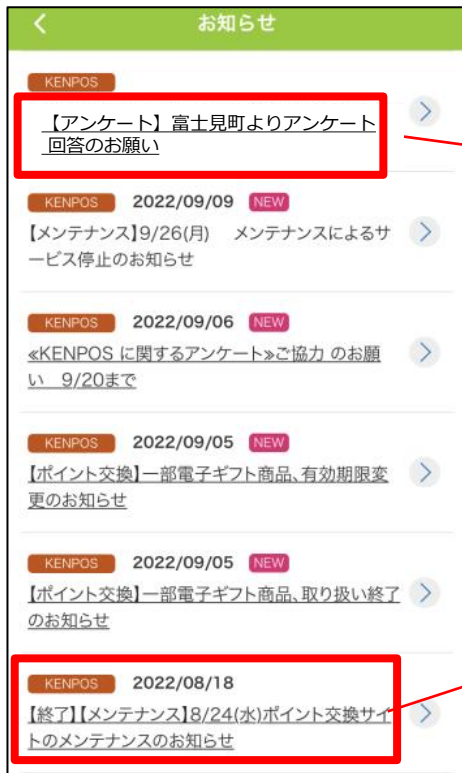 お知らせ
KENPOS
【アンケート】富士見町よりアンケート
回答のお願い
KENPOS 2022/09/09 NEW
【メンテナンス】9/26(月)　メンテナンスによるサ
ービス停止のお知らせ
KENPOS 2022/09/06 NEW
≪KENPOS に関するアンケート≫ご協力 のお願
い　9/20まで
KENPOS 2022/09/05 NEW
【ポイント交換】一部電子ギフト商品、有効期限変
更のお知らせ
KENPOS 2022/09/05 NEW
【ポイント交換】一部電子ギフト商品、取り扱い終了
のお知らせ
KENPOS 2022/08/18
【終了】【メンテナンス】8/24(水)ポイント交換サイ
トのメンテナンスのお知らせ